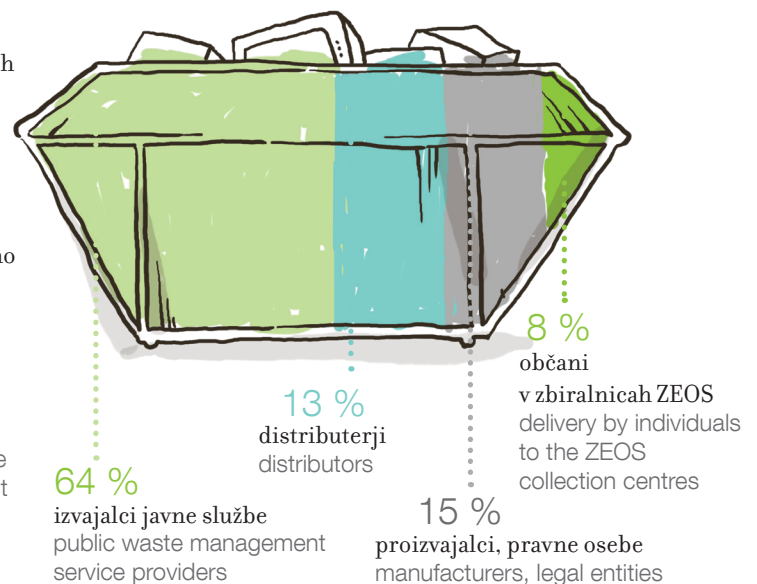 8 %
občani
v zbiralnicah ZEOS
delivery by individuals
to the ZEOS
collection centres
13 %
distributerji
distributors
64 %
izvajalci javne službe
public waste management
service providers
15 %
proizvajalci, pravne osebe
manufacturers, legal entities